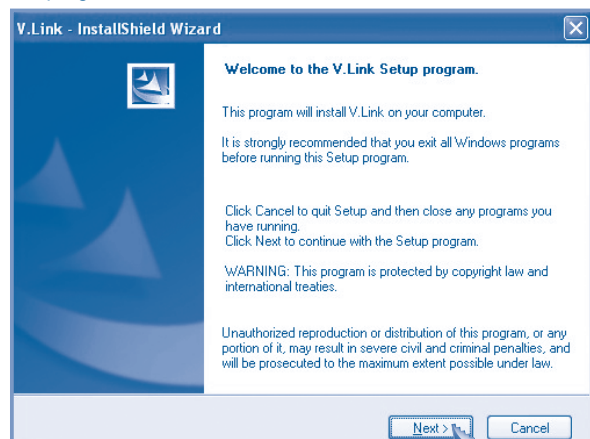 V.Link - InstallShield Wizard
Welcome to the V.Link Setup program.
This program will install V.Link on your computer.
It is strongly recommended that you exit all Windows programs
before running this Setup program.
Click Cancel to quit Setup and then close any programs you
have running.
Click Next to continue with the Setup program.
WARNING: This program is protected by copyright law and
international treaties.
Unauthorized reproduction or distribution of this program, or any
portion of it, may result in severe civil and criminal penalties, and
will be prosecuted to the maximum extent possible under law.
Next > Cancel